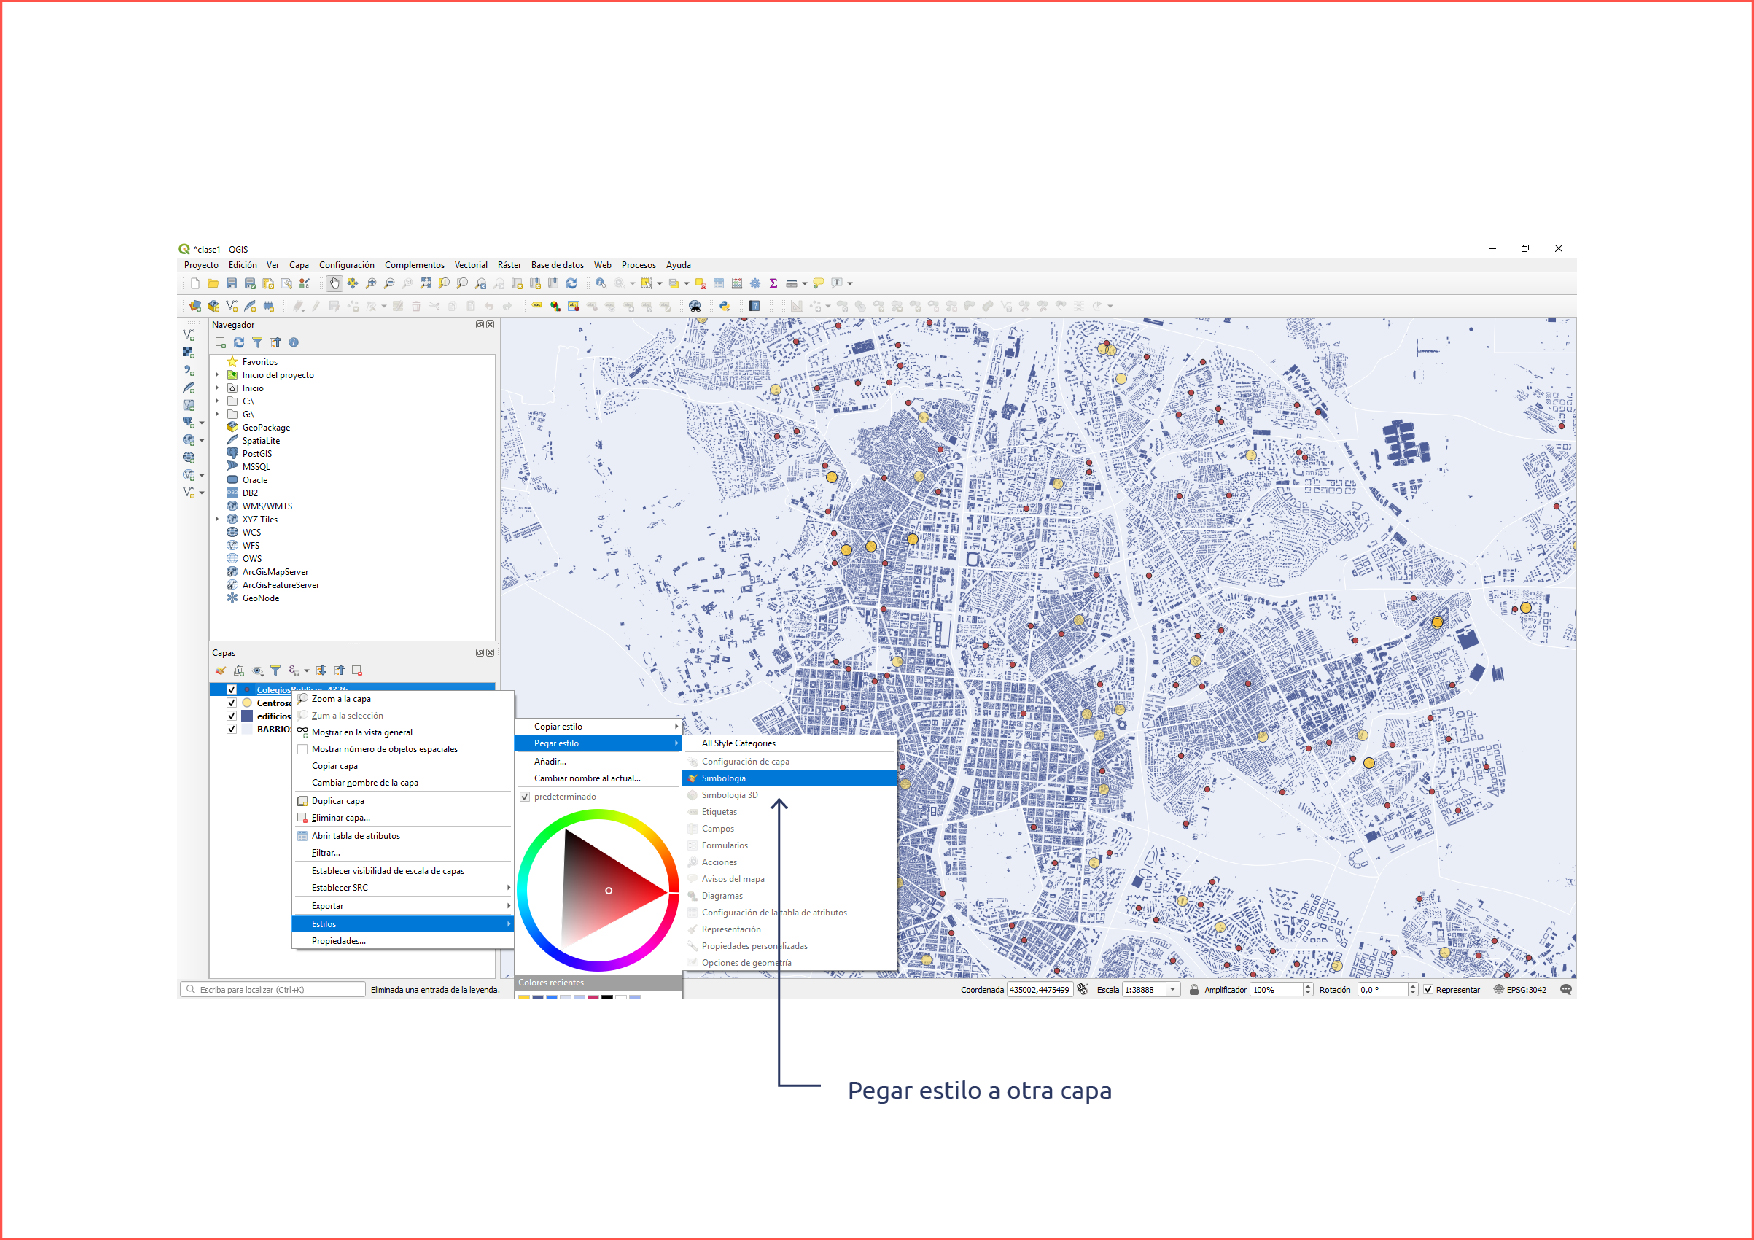 *clase1 - QGIS
Proyecto Edición Ver Capa Configuración Complementos Vectorial Ráster Base de datos Web Procesos Ayuda
Navegador
Favoritos
Inicio del proyecto
Inicio
C:\
G:\
GeoPackage
SpatiaLite
PostGIS
MSSQL
Oracle
DB2
WMS/WMTS
XYZ Tiles
WCS
WFS
OWS
ArcGisMapServer
ArcGisFeatureServer
GeoNode
Capas
edificios
BARRIOS
Zoom a la capa
Zum a la selección
Mostrar en la vista general
Mostrar número de objetos espaciales
Copiar capa
Cambiar nombre de la capa
Duplicar capa
Eliminar capa...
Abrir tabla de atributos
Filtrar...
Establecer visibilidad de escala de capas
Establecer SRC
Exportar
Estilos
Propiedades...
Copiar estilo
Pegar estilo
Añadir...
Cambiar nombre al actual...
predeterminado
Colores recientes
All Style Categories
Configuración de capa
Simbología
Simbología 3D
Etiquetas
Campos
Formularios
Acciones
Avisos del mapa
Diagramas
Configuración de la tabla de atributos
Representación
Propiedades personalizadas
Opciones de geometría
Escriba para localizar (Ctrl+K) Eliminada una entrada de la leyenda. Coordenada 435002,4475499 Escala 1:38888 Amplificador 100% Rotación 0,0 ° Representar EPSG:3042
Pegar estilo a otra capa